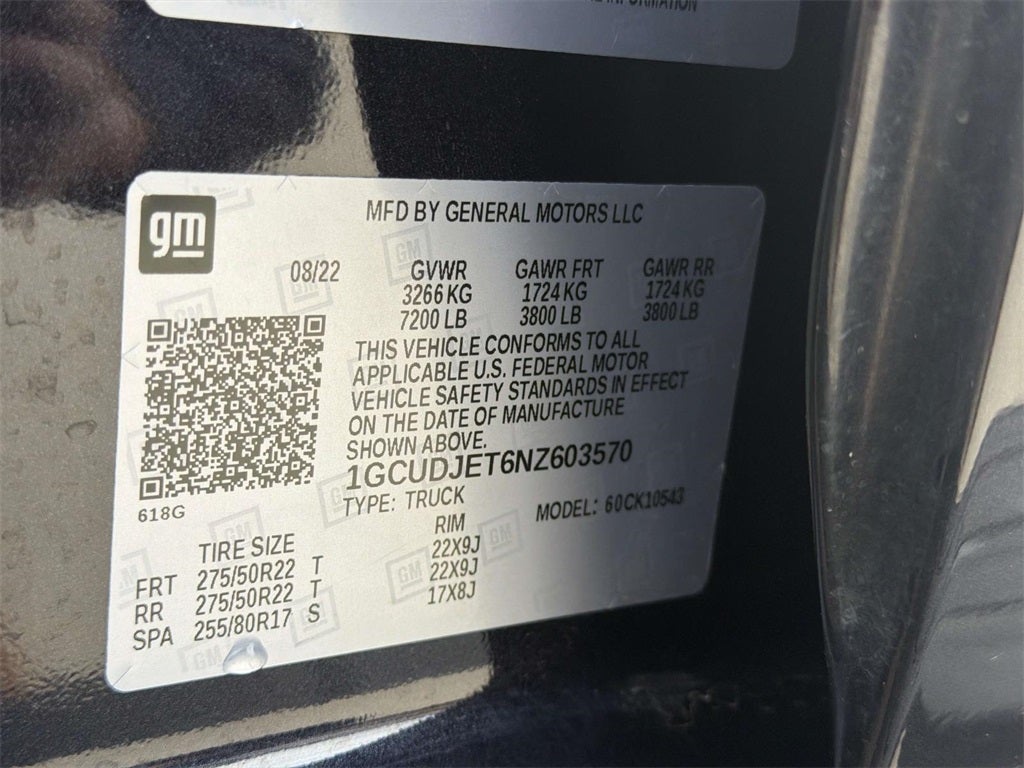 INFORMATION
gm
MFD BY GENERAL MOTORS LLC
08/22 GVWR GAWR FRT GAWR RR
3266 KG 1724 KG 1724 KG
7200 LB 3800 LB 3800 LB
THIS VEHICLE CONFORMS TO ALL
APPLICABLE U.S. FEDERAL MOTOR
VEHICLE SAFETY STANDARDS IN EFFECT
ON THE DATE OF MANUFACTURE
SHOWN ABOVE.
1GCUDJET6NZ603570
618G
TYPE: TRUCK MODEL: 60CK10543
TIRE SIZE RIM
FRT 275/50R22 T 22X9J
RR 275/50R22 T 22X9J
SPA 255/80R17 S 17X8J